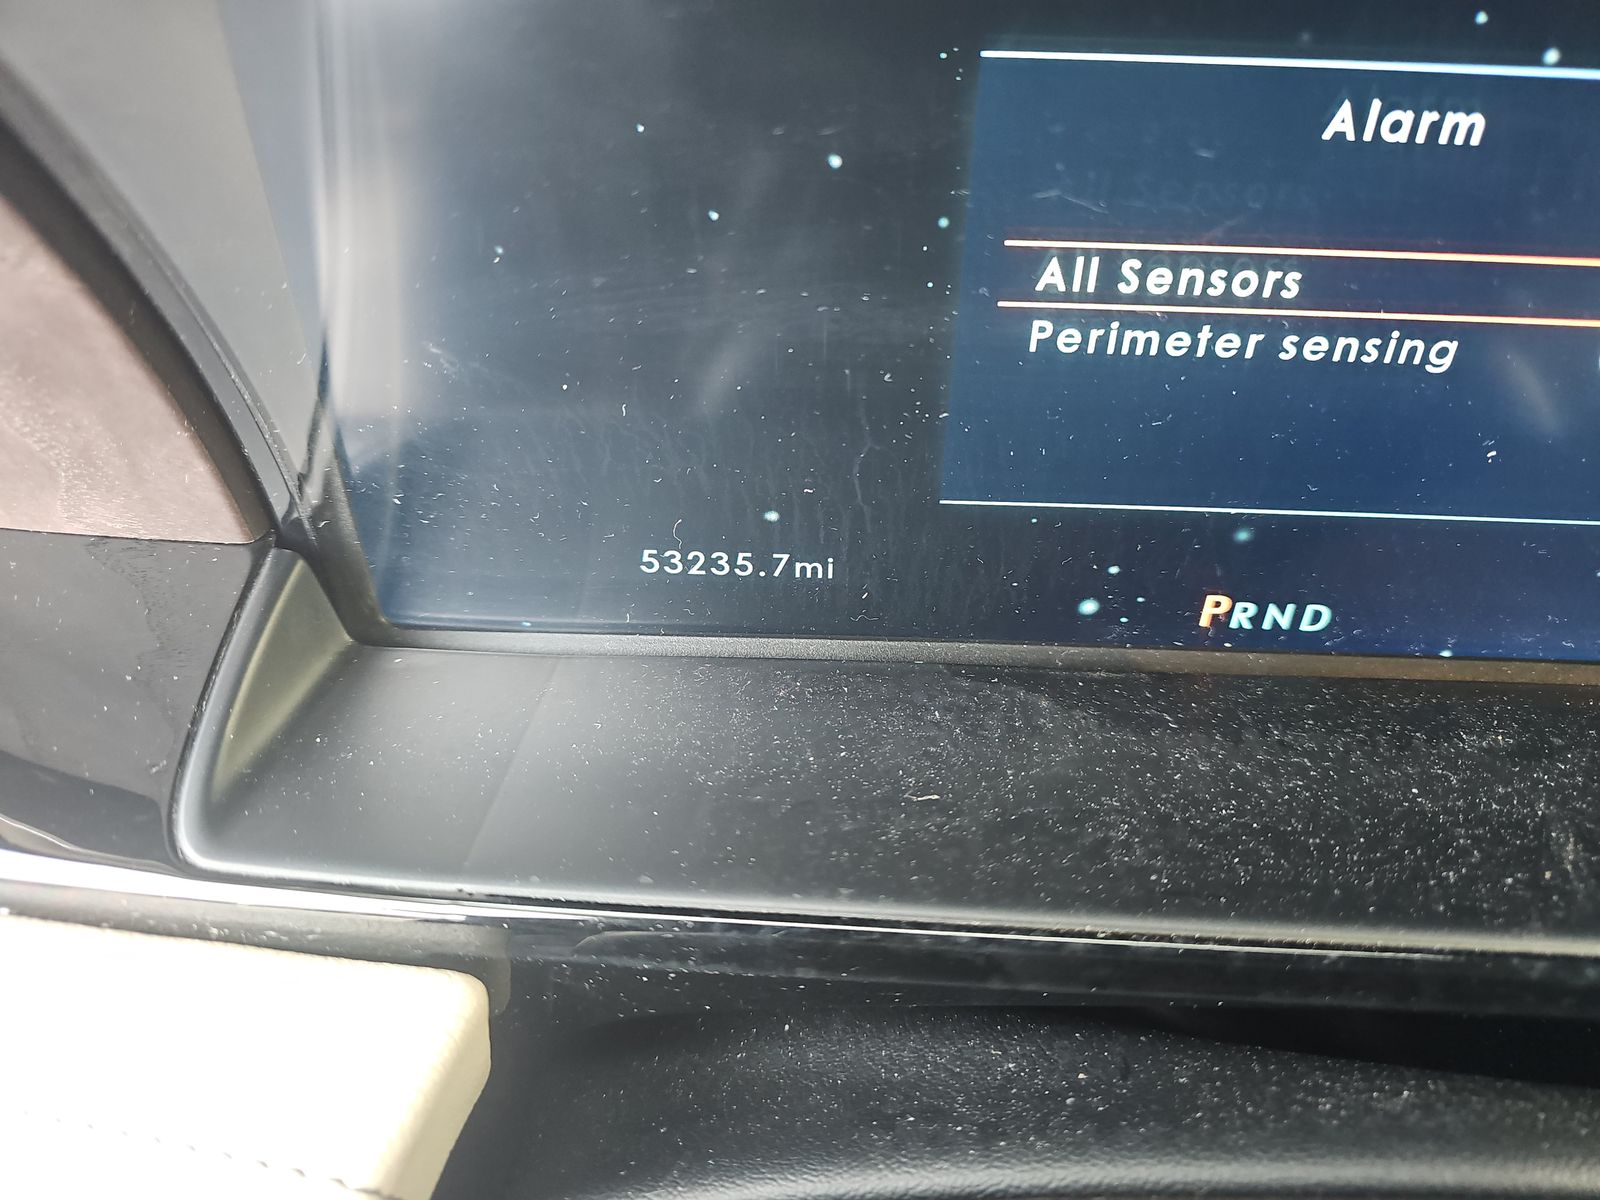 Alarm
All Sensors
Perimeter sensing
53235.7mi
PRND